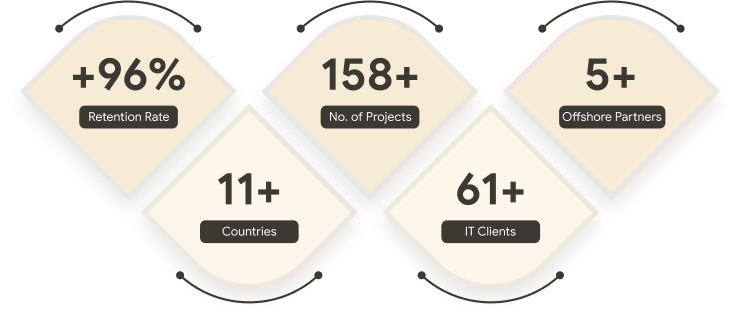 +96%
Retention Rate
158+
No. of Projects
5+
Offshore Partners
11+
Countries
61+
IT Clients